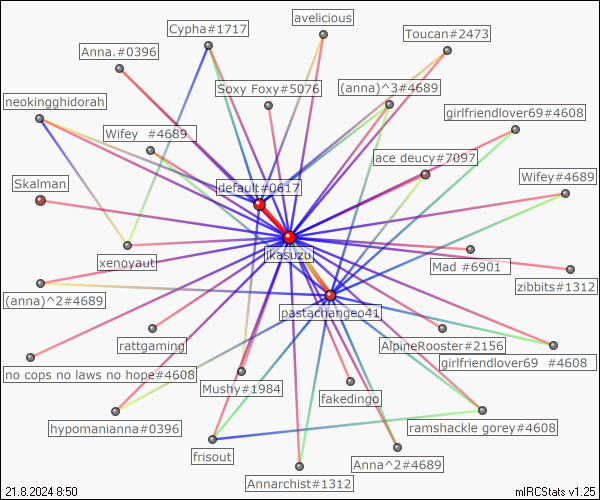 avelicious
Cypha#1717
Toucan#2473
Anna.#0396
Soxy Foxy#5076
(anna)^3#4689
neokingghidorah
girlfriendlover69#4608
Wifey  #4689
ace deucy#7097
Skalman
default#0617
Wifey#4689
ikasuzu
xenoyaut
Mad #6901
zibbits#1312
(anna)^2#4689
pastachangeo41
rattgaming
AlpineRooster#2156
girlfriendlover69  #4608
no cops no laws no hope#4608
Mushy#1984
fakedingo
hypomanianna#0396
ramshackle gorey#4608
frisout
Anna^2#4689
Annarchist#1312
21.8.2024 8:50
mIRCStats v1.25